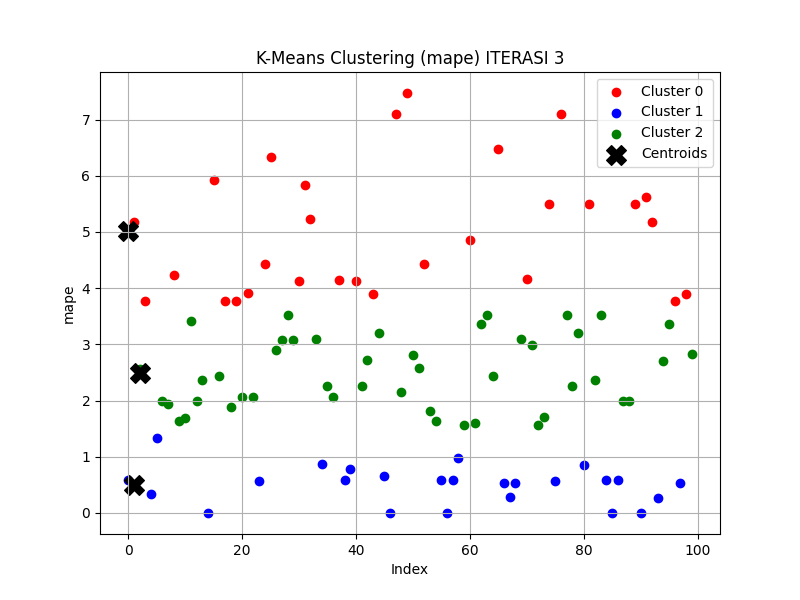 K-Means Clustering (mape) ITERASI 3
Cluster 0
Cluster 1
Cluster 2
Centroids
7
6
5
4
3
2
1
0
mape
0 20 40 60 80 100
Index